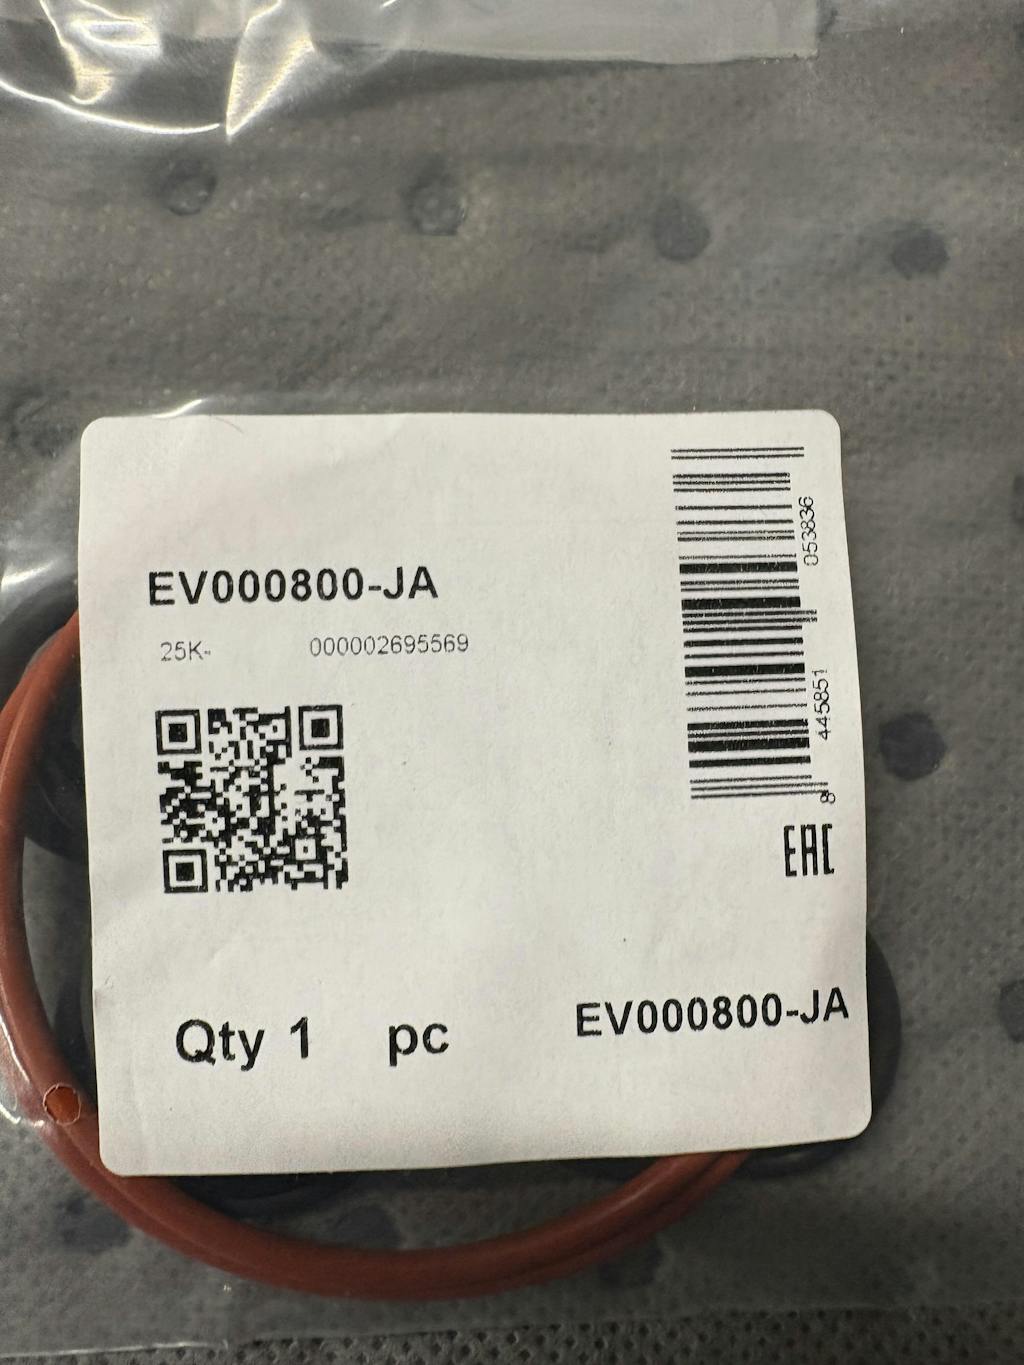 EV000800-JA
25K- 000002695569
8 445851 053836
EAC
Qty 1 pc
EV000800-JA